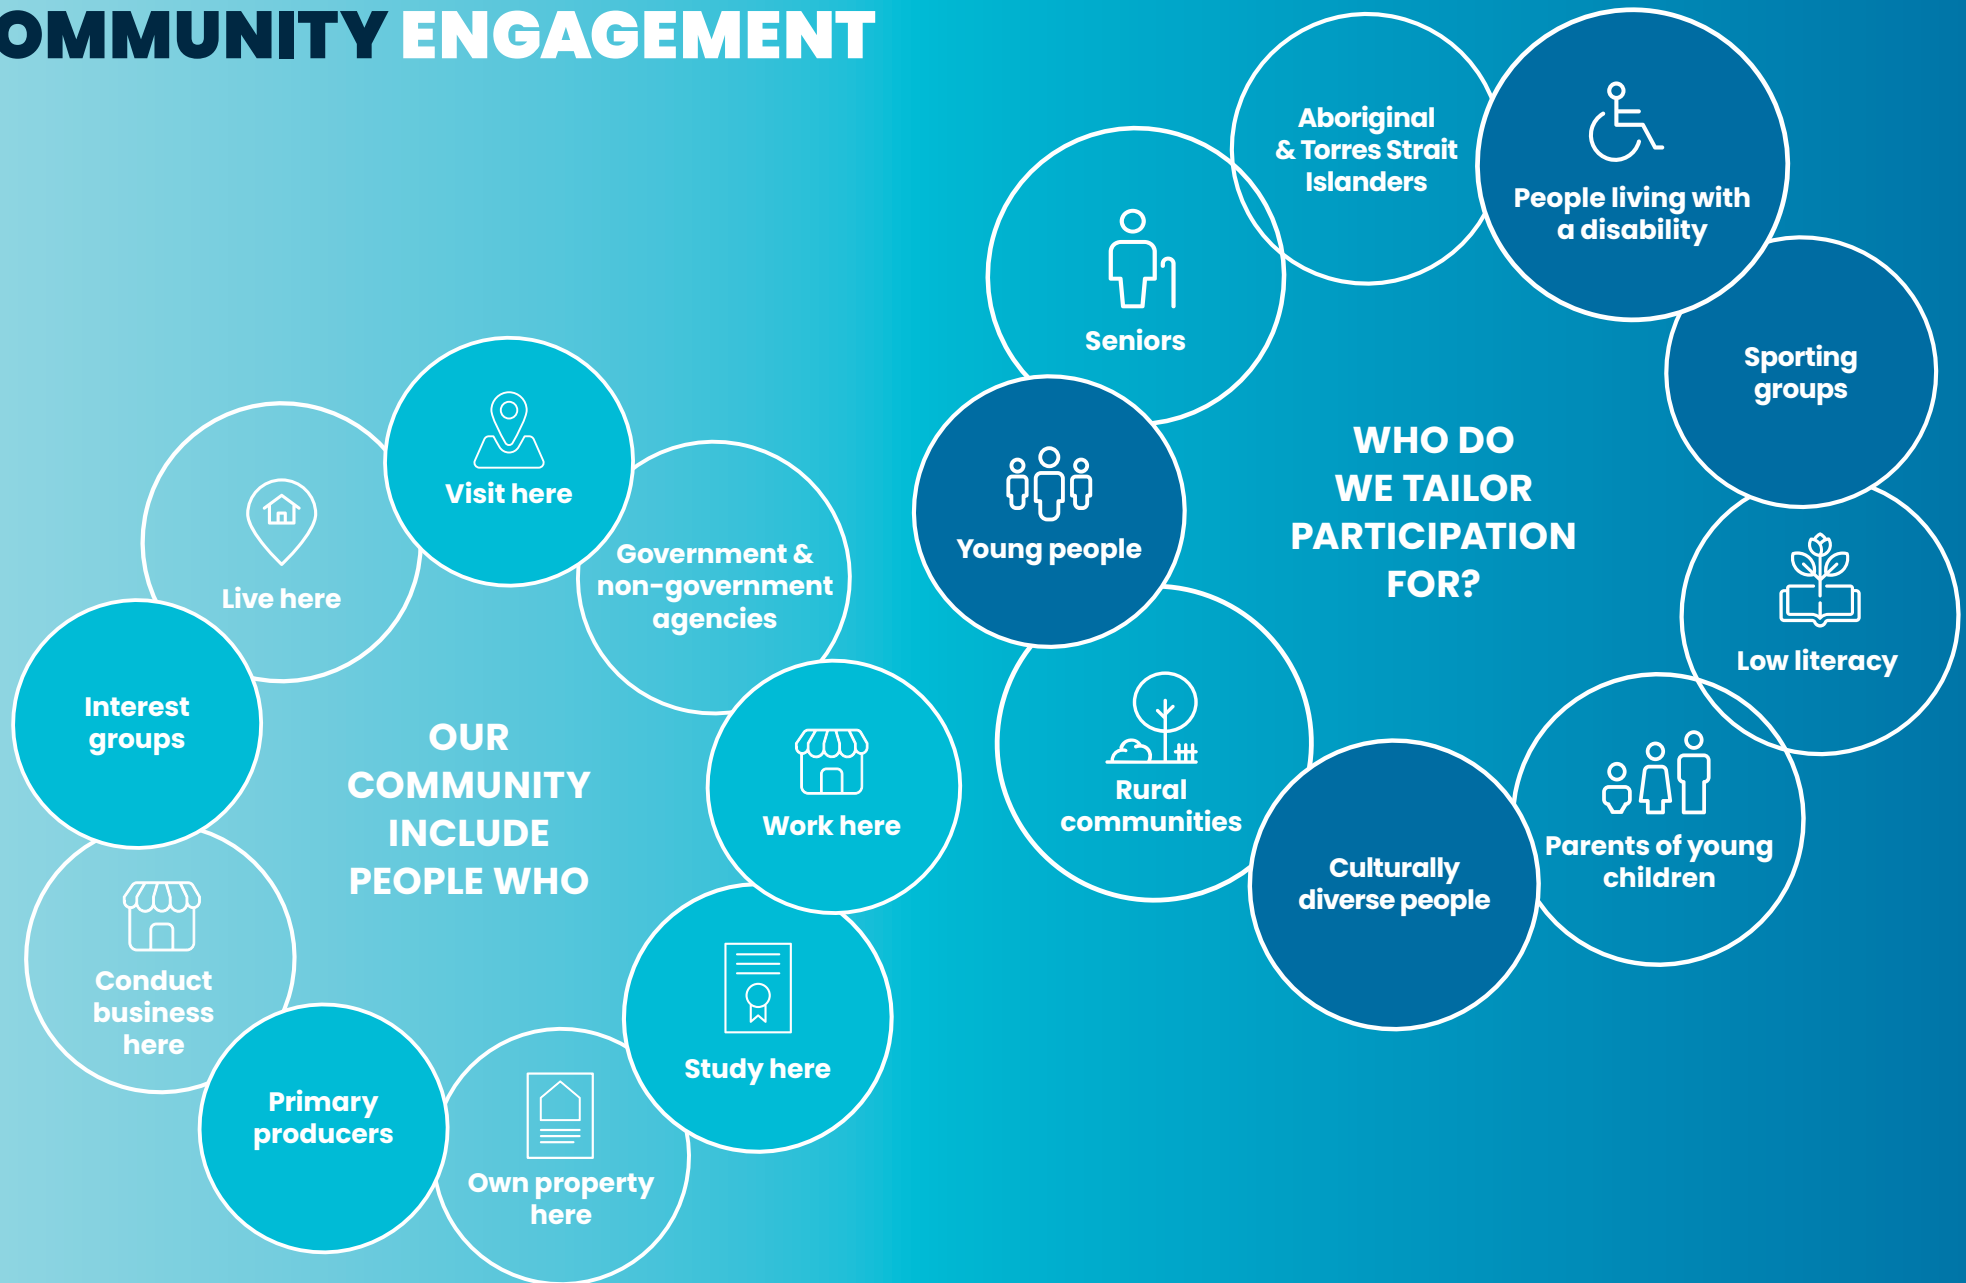 OMMUNITY ENGAGEMENT
OUR
COMMUNITY
INCLUDE
PEOPLE WHO
Visit here
Government &
non-government
agencies
Work here
Study here
Own property
here
Primary
producers
Conduct
business
here
Interest
groups
Live here
WHO DO
WE TAILOR
PARTICIPATION
FOR?
Aboriginal
& Torres Strait
Islanders
People living with
a disability
Sporting
groups
Low literacy
Parents of young
children
Culturally
diverse people
Rural
communities
Young people
Seniors